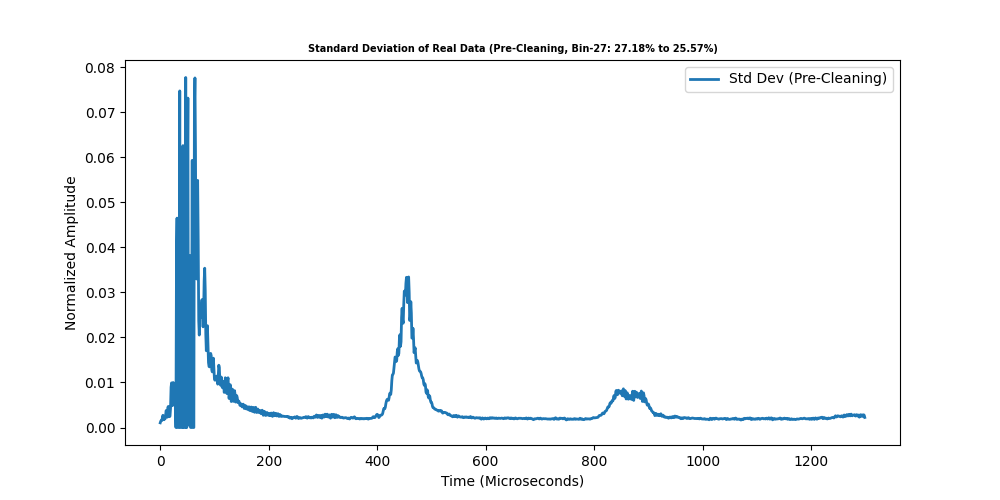 Standard Deviation of Real Data (Pre-Cleaning, Bin-27: 27.18% to 25.57%)
Std Dev (Pre-Cleaning)
Normalized Amplitude
0.08
0.07
0.06
0.05
0.04
0.03
0.02
0.01
0.00
0 200 400 600 800 1000 1200
Time (Microseconds)